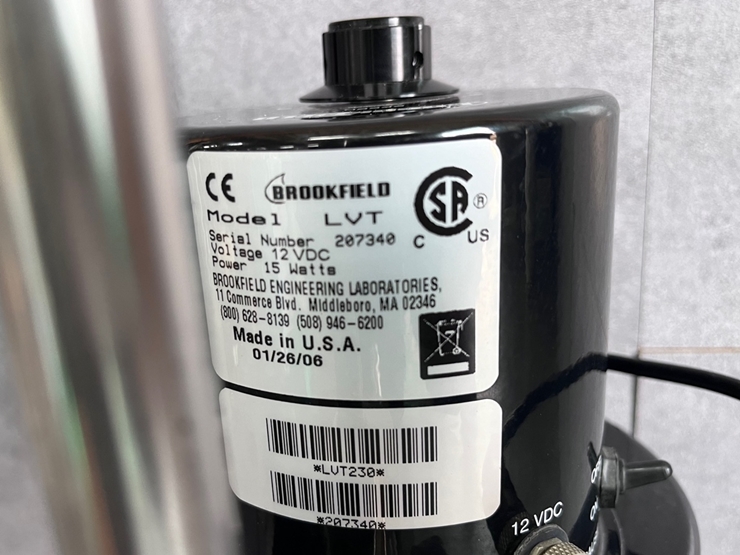 CE BROOKFIELD
Model LVT
SA ®
C US
Serial Number 207340
Voltage 12 VDC
Power 15 Watts
BROOKFIELD ENGINEERING LABORATORIES,
11 Commerce Blvd. Middleboro, MA 02346
(800) 628-8139 (508) 946-6200
Made in U.S.A.
01/26/06
*LVT230*
*207340*
12 VDC